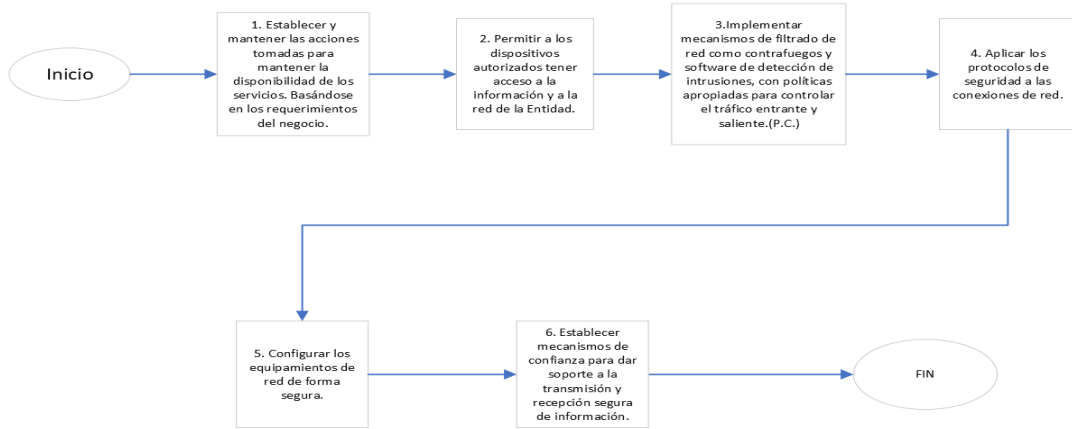 Inicio
1. Establecer y
mantener las acciones
tomadas para
mantener la
disponibilidad de los
servicios. Basándose
en los requerimientos
del negocio.
2. Permitir a los
dispositivos
autorizados tener
acceso a la
información y a la
red de la Entidad.
3.Implementar
mecanismos de filtrado de
red como contrafuegos y
software de detección de
intrusiones, con políticas
apropiadas para controlar
el tráfico entrante y
saliente.(P.C.)
4. Aplicar los
protocolos de
seguridad a las
conexiones de red.
5. Configurar los
equipamientos de
red de forma
segura.
6. Establecer
mecanismos de
confianza para dar
soporte a la
transmisión y
recepción segura
de información.
FIN